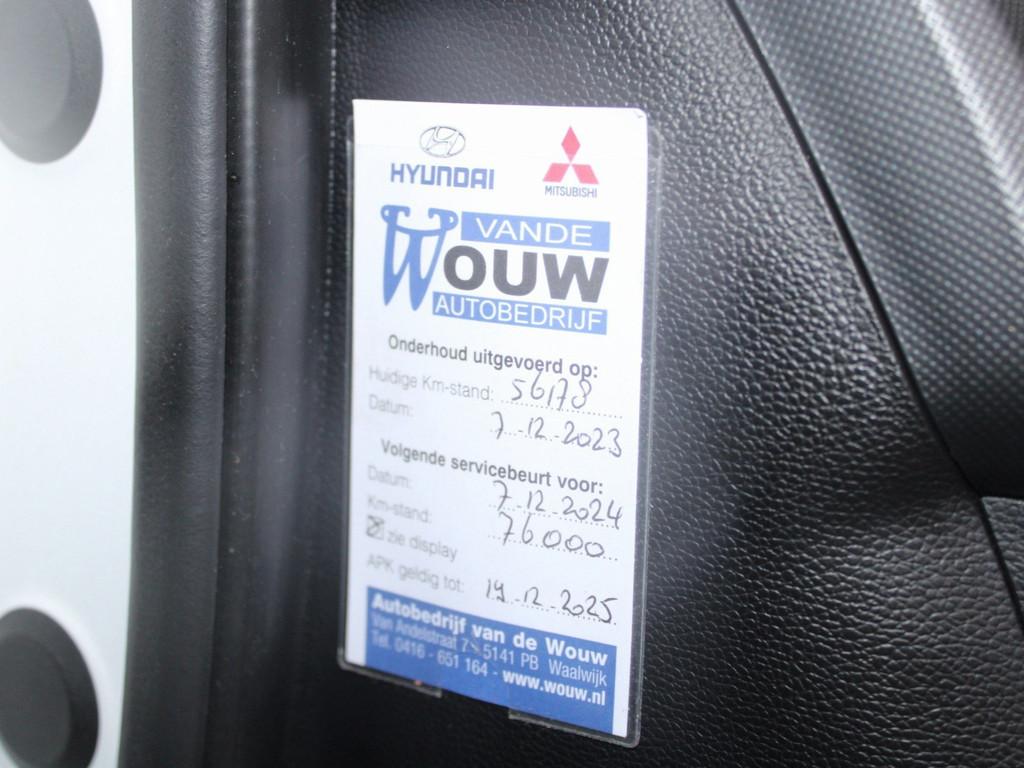 HYUNDAI MITSUBISHI
VANDE
WOUW
AUTOBEDRIJF
Onderhoud uitgevoerd op:
Huidige Km-stand: 56178
Datum: 7-12-2023
Volgende servicebeurt voor:
Datum: 7-12-2024
Km-stand: 76.000
zie display
APK geldig tot: 19-12-2025
Autobedrijf van de Wouw
Van Andelstraat 7 - 5141 PB Waalwijk
Tel. 0416 - 651 164 - www.wouw.nl